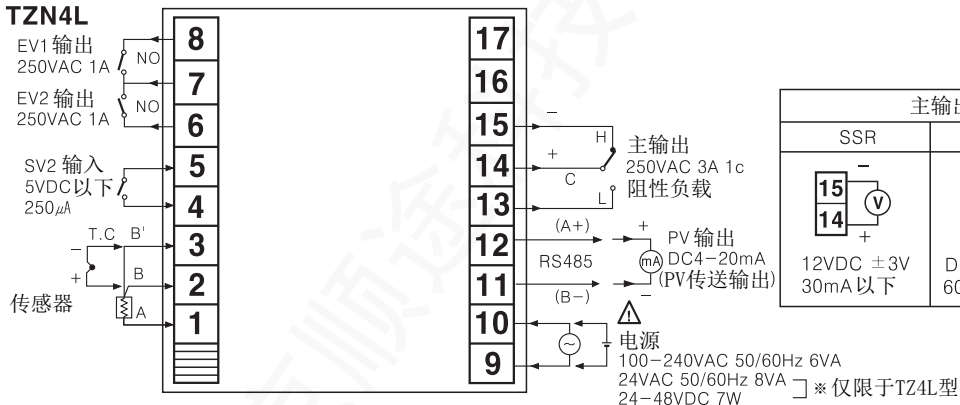 TZN4L
EV1 输出
250VAC 1A
NO
EV2 输出
250VAC 1A
NO
SV2 输入
5VDC以下
250μA
T.C B'
−
+
B
A
传感器
8
7
6
5
4
3
2
1
17
16
15
14
13
12
11
10
9
−
H
+
C
L
主输出
250VAC 3A 1c
阻性负载
(A+)
RS485
(B−)
+
mA
−
PV 输出
DC4−20mA
(PV传送输出)
~
电源
100−240VAC 50/60Hz 6VA
24VAC 50/60Hz 8VA
24−48VDC 7W
※仅限于TZ4L型
主输出
SSR
−
15
14
V
+
12VDC ±3V
30mA以下